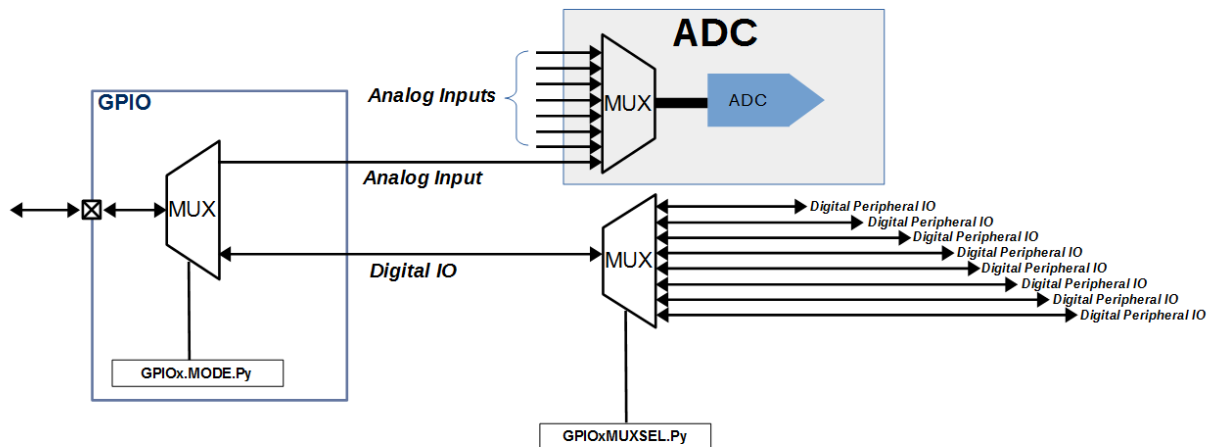 ADC
GPIO
Analog Inputs
MUX
ADC
MUX
Analog Input
Digital IO
MUX
Digital Peripheral IO
Digital Peripheral IO
Digital Peripheral IO
Digital Peripheral IO
Digital Peripheral IO
Digital Peripheral IO
Digital Peripheral IO
Digital Peripheral IO
GPIOx.MODE.Py
GPIOxMUXSEL.Py